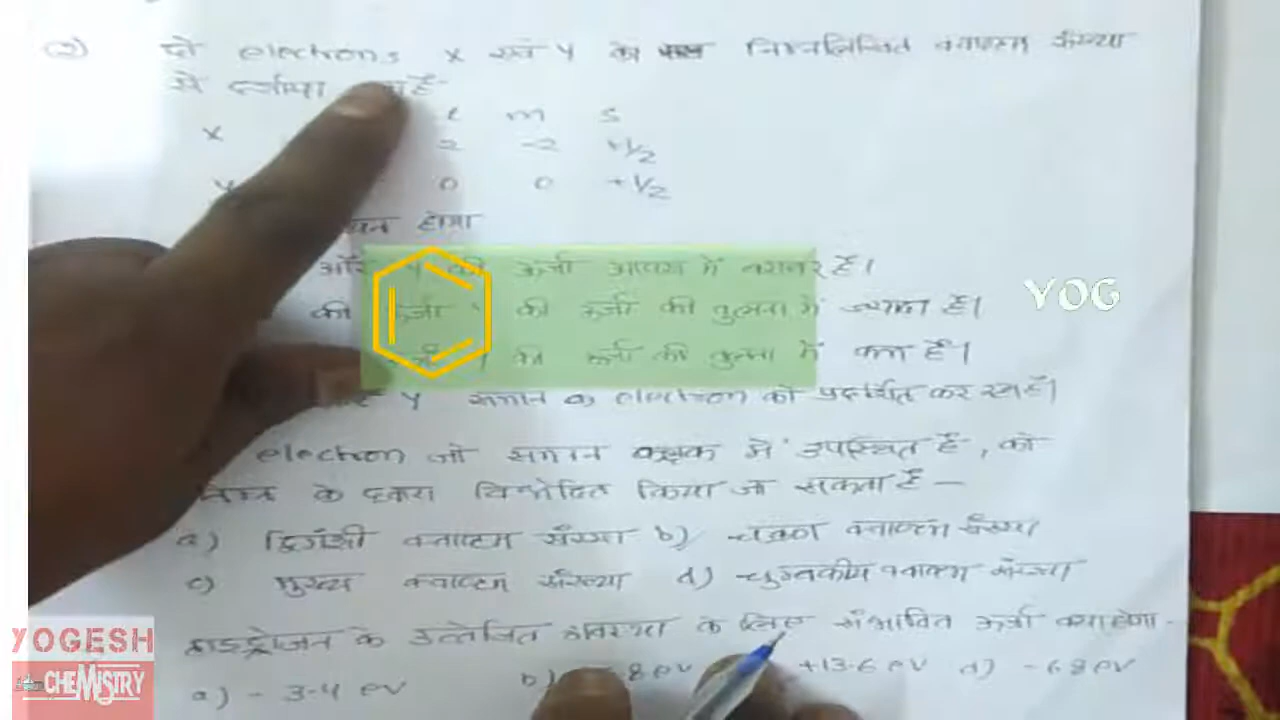 (2) दो electrons x एवं y को निम्नलिखित क्वाण्टम संख्या
से दर्शाया है-
l m s
x 2 -2 +1/2
y 0 0 +1/2
होगा
और y की ऊर्जा आपस में बराबर है।
की ऊर्जा y की ऊर्जा की तुलना में ज्यादा है।
y की ऊर्जा की तुलना में कम है।
y समान के electron को प्रदर्शित कर रहा है।
electron जो समान कक्षक में उपस्थित है, को
के द्वारा विभेदित किया जा सकता है -
a) द्विगंशी क्वाण्टम संख्या b) चक्रण क्वाण्टम संख्या
c) मुख्य क्वाण्टम संख्या d) चुम्बकीय क्वाण्टम संख्या
हाइड्रोजन के उत्तेजित अवस्था के लिए संभावित ऊर्जा क्या होगा -
a) - 3.4 eV b) 8 eV +13.6 eV d) - 6.8 eV
YOG
YOGESH
CHEMISTRY